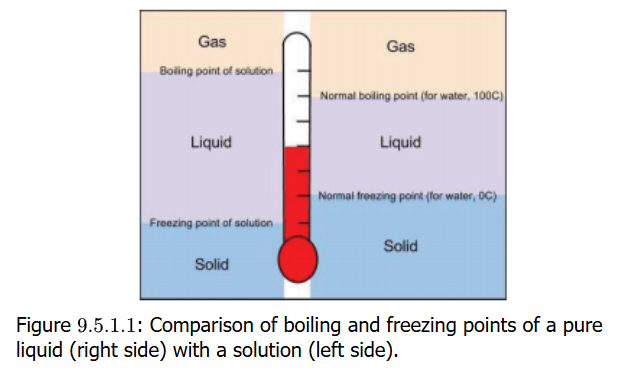 Gas
Gas
Boiling point of solution
Normal boiling point (for water, 100C)
Liquid
Liquid
Normal freezing point (for water, 0C)
Freezing point of solution
Solid
Solid
Figure 9.5.1.1: Comparison of boiling and freezing points of a pure
liquid (right side) with a solution (left side).